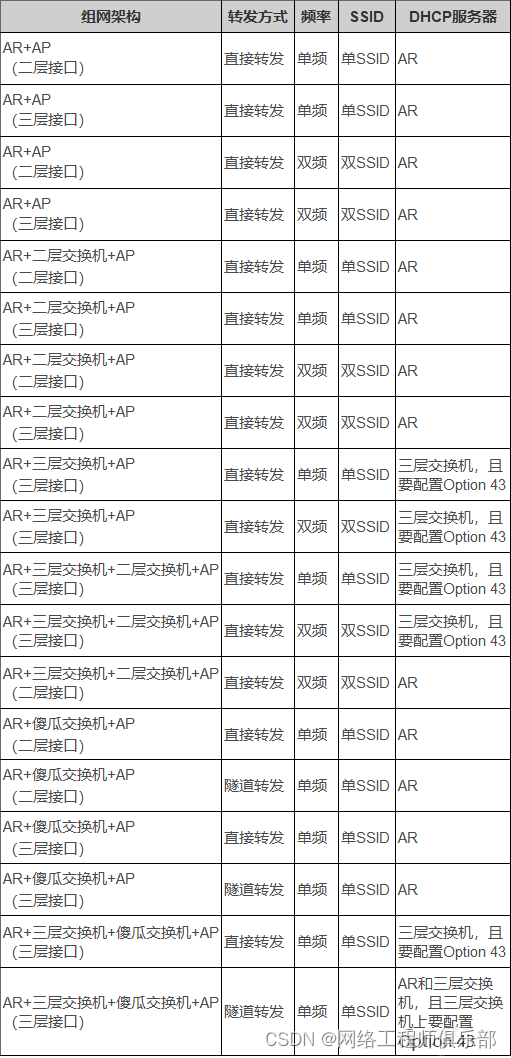 组网架构 转发方式 频率 SSID DHCP服务器
AR+AP
（二层接口） 直接转发 单频 单SSID AR
AR+AP
（三层接口） 直接转发 单频 单SSID AR
AR+AP
（二层接口） 直接转发 双频 双SSID AR
AR+AP
（三层接口） 直接转发 双频 双SSID AR
AR+二层交换机+AP
（二层接口） 直接转发 单频 单SSID AR
AR+二层交换机+AP
（三层接口） 直接转发 单频 单SSID AR
AR+二层交换机+AP
（二层接口） 直接转发 双频 双SSID AR
AR+二层交换机+AP
（三层接口） 直接转发 双频 双SSID AR
AR+三层交换机+AP
（三层接口） 直接转发 单频 单SSID 三层交换机，且
要配置Option 43
AR+三层交换机+AP
（三层接口） 直接转发 双频 双SSID 三层交换机，且
要配置Option 43
AR+三层交换机+二层交换机+AP
（三层接口） 直接转发 单频 单SSID 三层交换机，且
要配置Option 43
AR+三层交换机+二层交换机+AP
（三层接口） 直接转发 双频 双SSID 三层交换机，且
要配置Option 43
AR+三层交换机+二层交换机+AP
（二层接口） 直接转发 双频 双SSID AR
AR+傻瓜交换机+AP
（二层接口） 直接转发 单频 单SSID AR
AR+傻瓜交换机+AP
（二层接口） 隧道转发 单频 单SSID AR
AR+傻瓜交换机+AP
（三层接口） 直接转发 单频 单SSID AR
AR+傻瓜交换机+AP
（三层接口） 隧道转发 单频 单SSID AR
AR+三层交换机+傻瓜交换机+AP
（三层接口） 直接转发 单频 单SSID 三层交换机，且
要配置Option 43
AR+三层交换机+傻瓜交换机+AP
（三层接口） 隧道转发 单频 单SSID AR和三层交换
机，且三层交换
机上要配置
Option 43
CSDN @网络工程师俱乐部